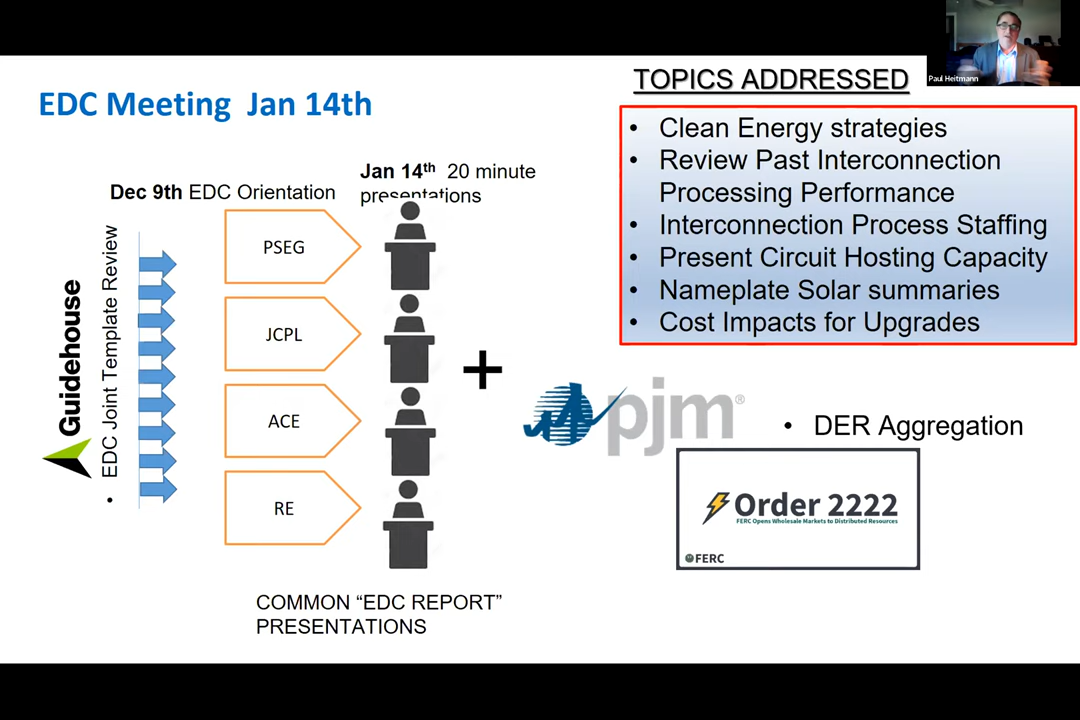 Paul Heitmann
EDC Meeting Jan 14th
TOPICS ADDRESSED
• Clean Energy strategies
• Review Past Interconnection
Processing Performance
• Interconnection Process Staffing
• Present Circuit Hosting Capacity
• Nameplate Solar summaries
• Cost Impacts for Upgrades
Dec 9th EDC Orientation
Jan 14th 20 minute
presentations
Guidehouse
• EDC Joint Template Review
PSEG
JCPL
ACE
RE
+
pjm®
• DER Aggregation
Order 2222
FERC Opens Wholesale Markets to Distributed Resources
FERC
COMMON “EDC REPORT”
PRESENTATIONS